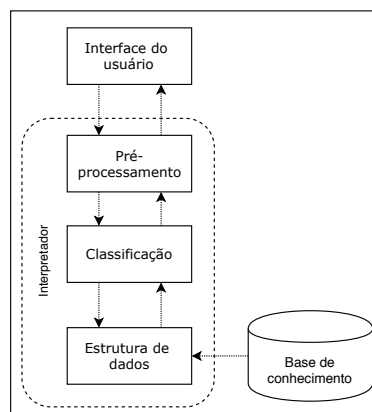 Interface do
usuário
Pré-
processamento
Interpretador
Classificação
Estrutura de
dados
Base de
conhecimento